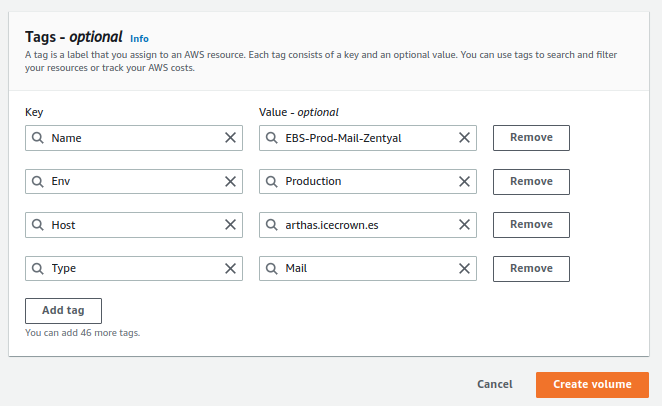 Tags - optional Info
A tag is a label that you assign to an AWS resource. Each tag consists of a key and an optional value. You can use tags to search and filter
your resources or track your AWS costs.
Key Value - optional
Name EBS-Prod-Mail-Zentyal Remove
Env Production Remove
Host arthas.icecrown.es Remove
Type Mail Remove
Add tag
You can add 46 more tags.
Cancel Create volume